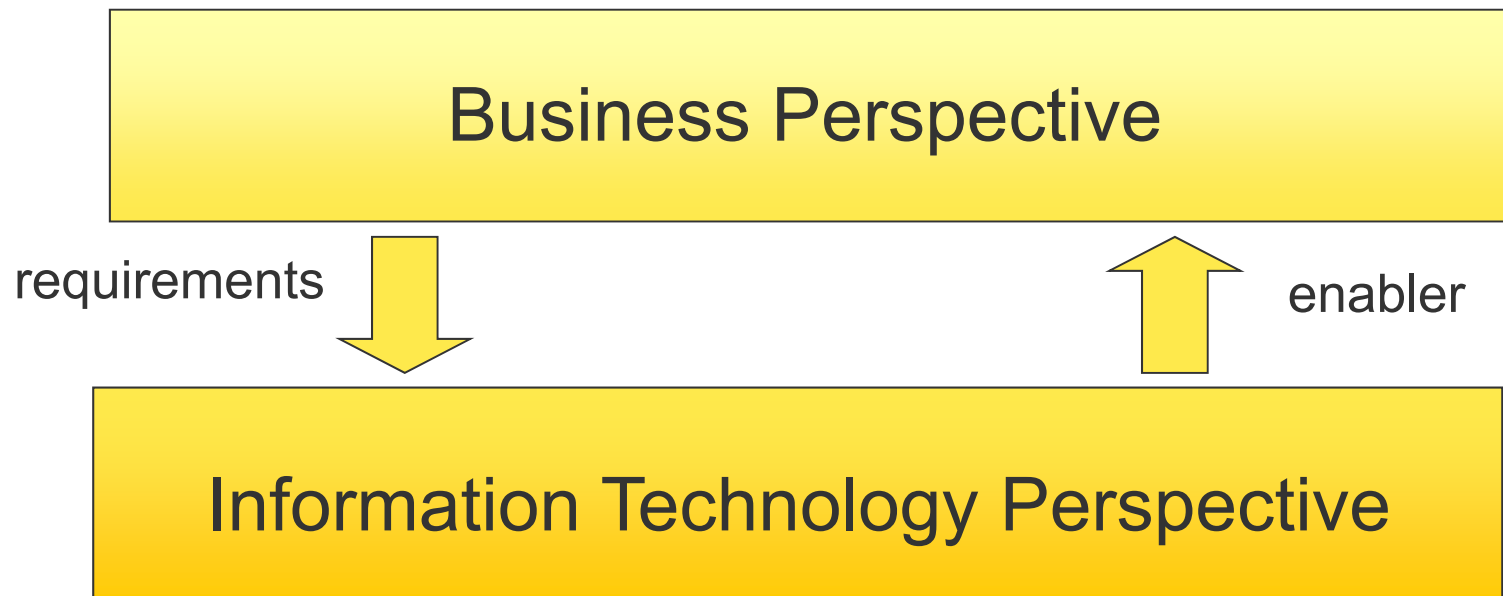 Business Perspective
requirements
enabler
Information Technology Perspective